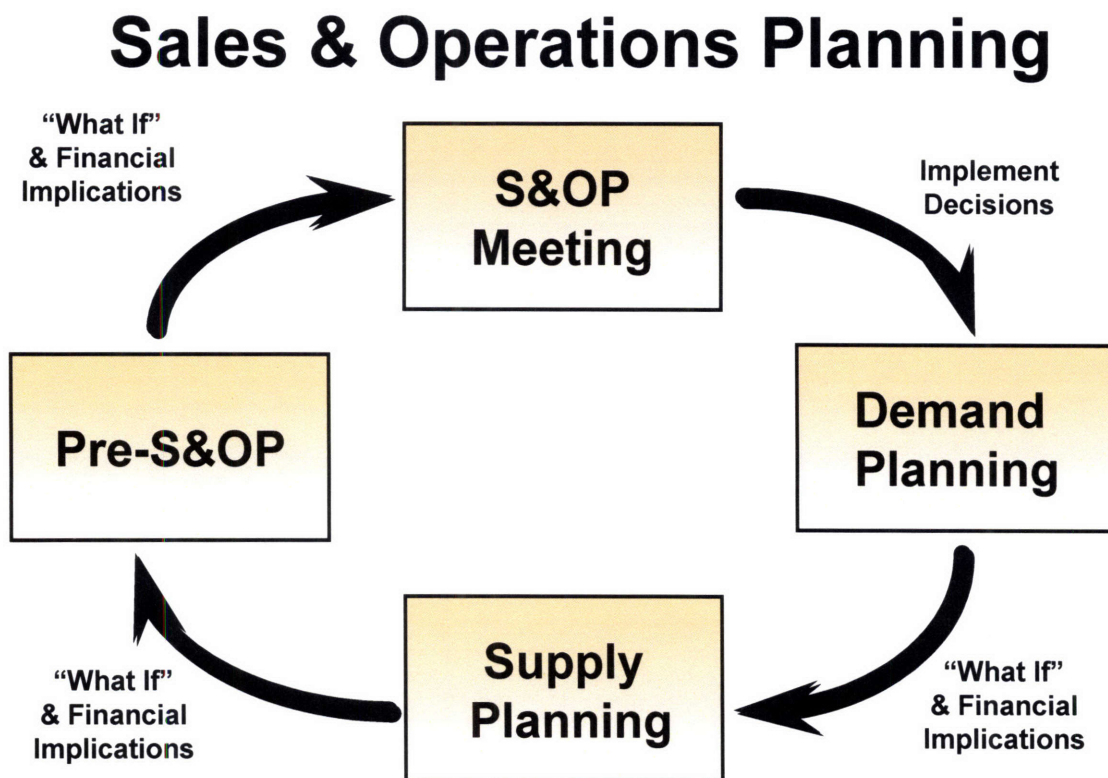 Sales & Operations Planning
“What If”
& Financial
Implications
S&OP
Meeting
Implement
Decisions
Pre-S&OP
Demand
Planning
“What If”
& Financial
Implications
Supply
Planning
“What If”
& Financial
Implications